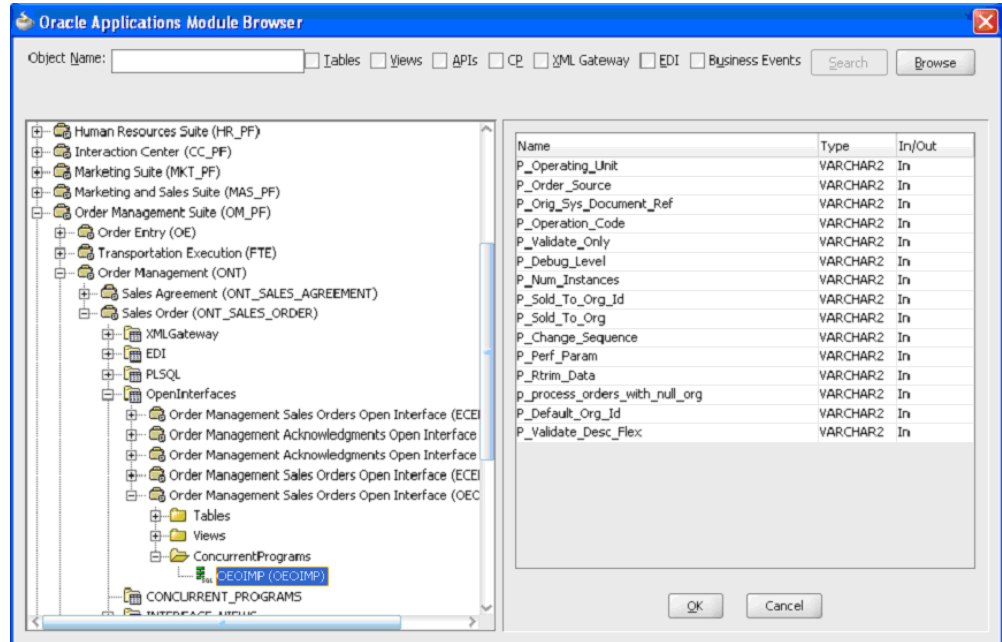 Oracle Applications Module Browser
Object Name: Tables Views APIs CP XML Gateway EDI Business Events Search Browse
Human Resources Suite (HR_PF)
Interaction Center (CC_PF)
Marketing Suite (MKT_PF)
Marketing and Sales Suite (MAS_PF)
Order Management Suite (OM_PF)
Order Entry (OE)
Transportation Execution (FTE)
Order Management (ONT)
Sales Agreement (ONT_SALES_AGREEMENT)
Sales Order (ONT_SALES_ORDER)
XMLGateway
EDI
PLSQL
OpenInterfaces
Order Management Sales Orders Open Interface (ECE
Order Management Acknowledgments Open Interface
Order Management Acknowledgments Open Interface
Order Management Sales Orders Open Interface (ECE
Order Management Sales Orders Open Interface (OEO
Tables
Views
ConcurrentPrograms
OEOIMP (OEOIMP)
CONCURRENT_PROGRAMS
INTERFACE_VIEWS
Name Type In/Out
P_Operating_Unit VARCHAR2 In
P_Order_Source VARCHAR2 In
P_Orig_Sys_Document_Ref VARCHAR2 In
P_Operation_Code VARCHAR2 In
P_Validate_Only VARCHAR2 In
P_Debug_Level VARCHAR2 In
P_Num_Instances VARCHAR2 In
P_Sold_To_Org_Id VARCHAR2 In
P_Sold_To_Org VARCHAR2 In
P_Change_Sequence VARCHAR2 In
P_Perf_Param VARCHAR2 In
P_Rtrim_Data VARCHAR2 In
p_process_orders_with_null_org VARCHAR2 In
P_Default_Org_Id VARCHAR2 In
P_Validate_Desc_Flex VARCHAR2 In
OK Cancel